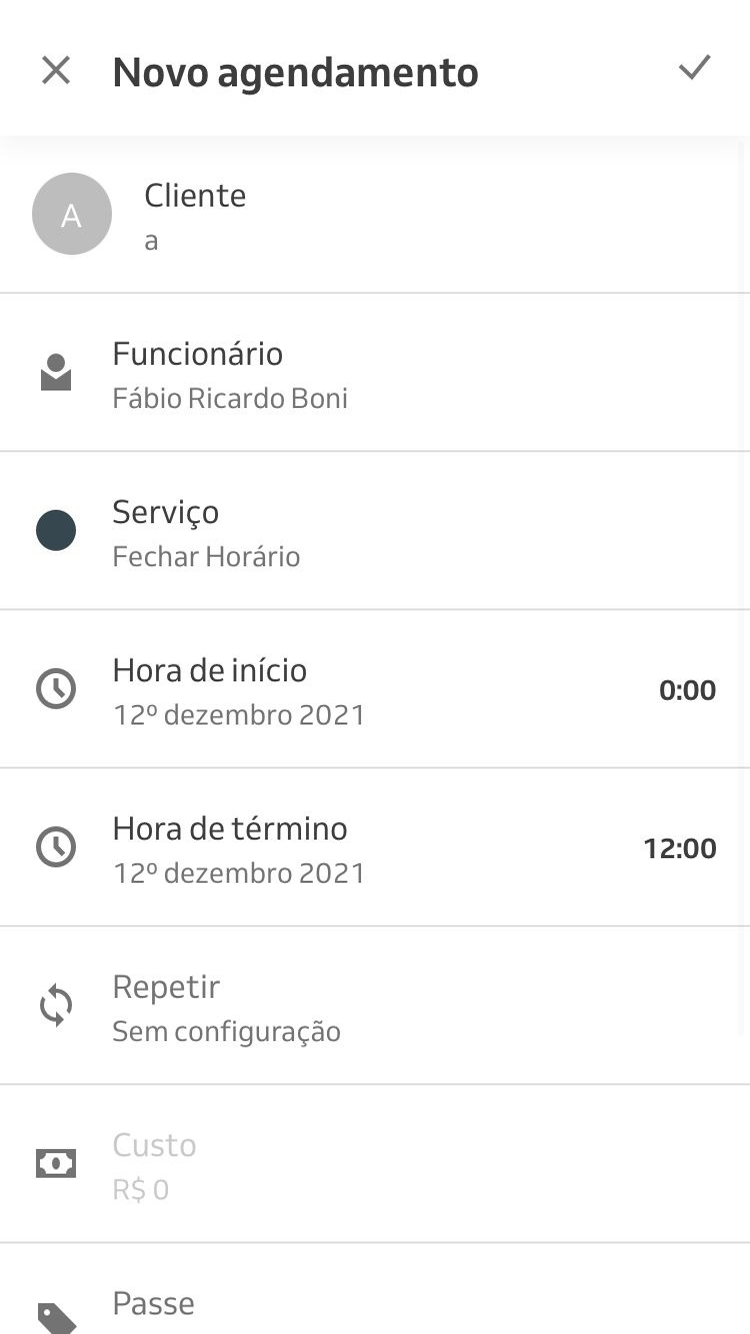 Novo agendamento
A
Cliente
a
Funcionário
Fábio Ricardo Boni
Serviço
Fechar Horário
Hora de início
12º dezembro 2021
0:00
Hora de término
12º dezembro 2021
12:00
Repetir
Sem configuração
Custo
R$ 0
Passe